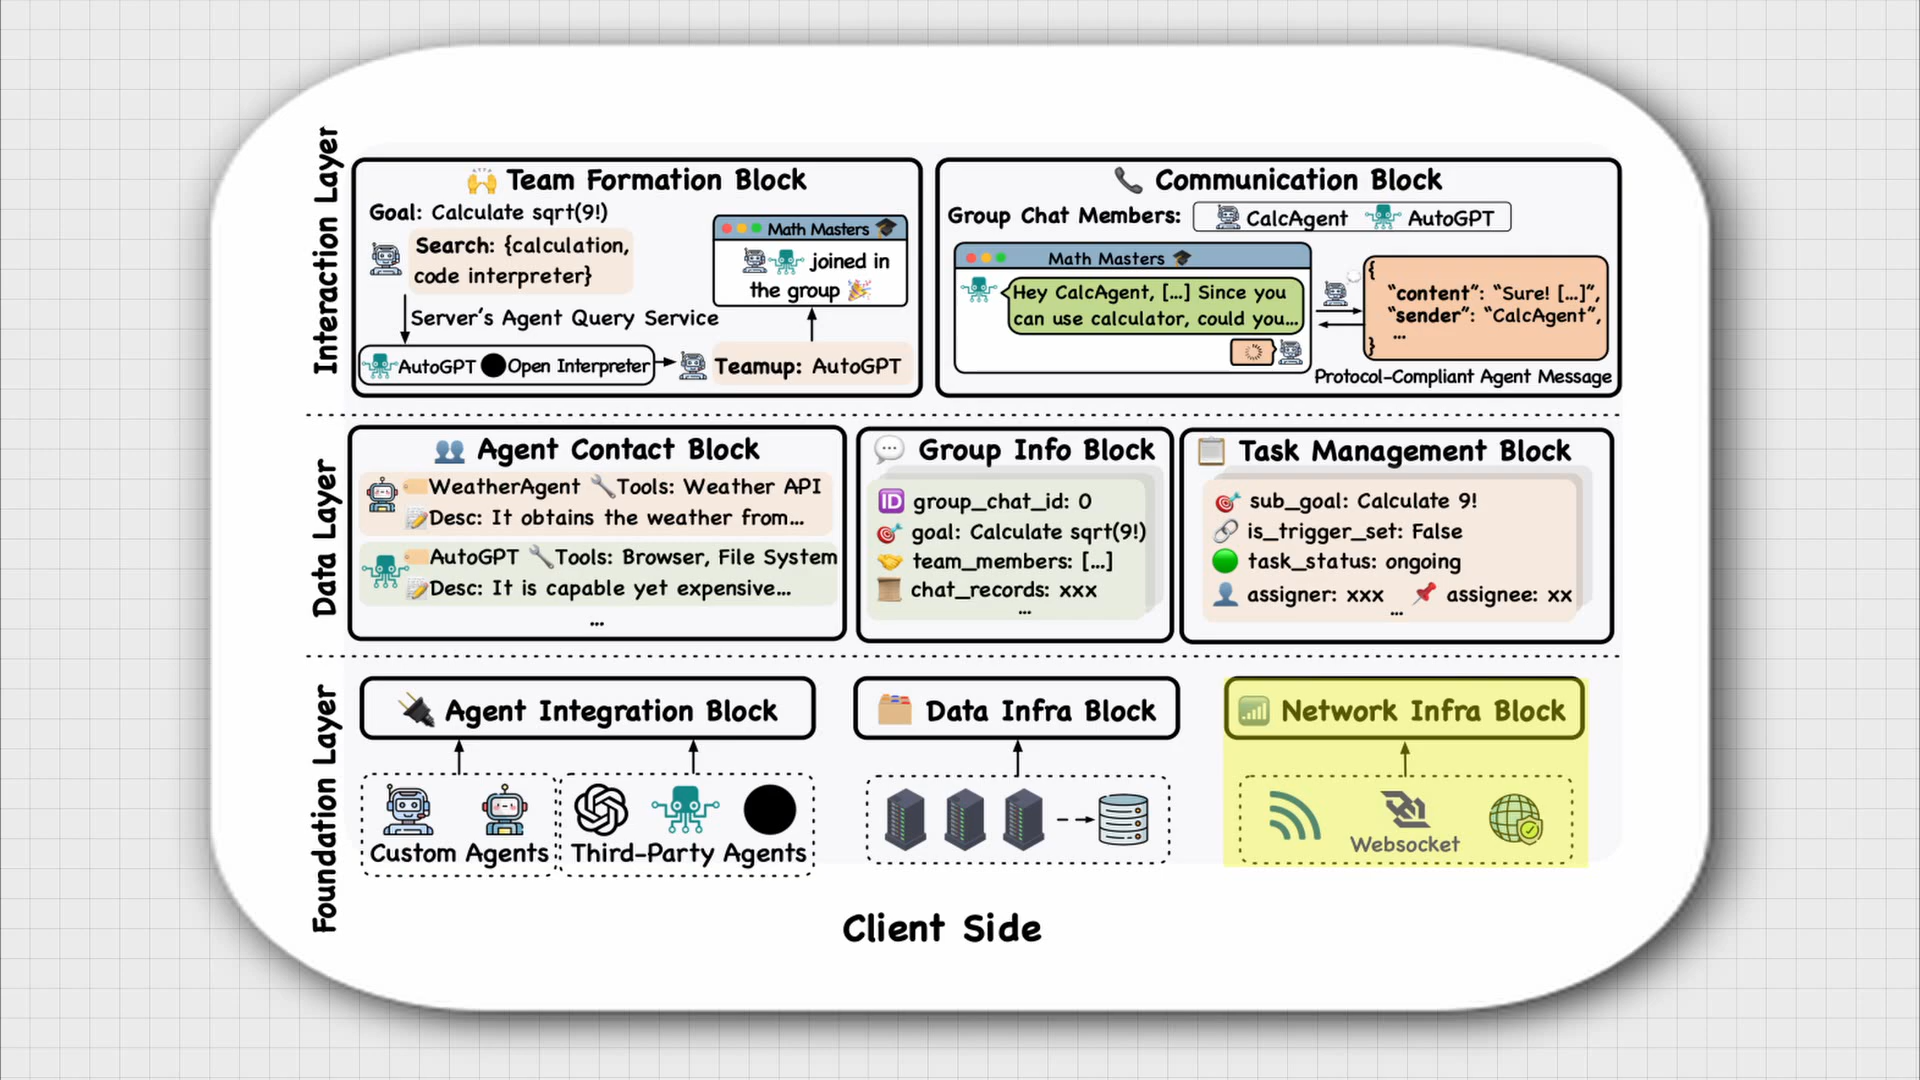 Interaction Layer
Team Formation Block
Goal: Calculate sqrt(9!)
Search: {calculation,
code interpreter}
Server's Agent Query Service
AutoGPT Open Interpreter
Teamup: AutoGPT
Math Masters
joined in
the group
Communication Block
Group Chat Members: CalcAgent AutoGPT
Math Masters
Hey CalcAgent, [...] Since you
can use calculator, could you...
{
"content": "Sure! [...]",
"sender": "CalcAgent",
...
}
Protocol-Compliant Agent Message
Data Layer
Agent Contact Block
WeatherAgent Tools: Weather API
Desc: It obtains the weather from...
AutoGPT Tools: Browser, File System
Desc: It is capable yet expensive...
...
Group Info Block
ID group_chat_id: 0
goal: Calculate sqrt(9!)
team_members: [...]
chat_records: xxx
...
Task Management Block
sub_goal: Calculate 9!
is_trigger_set: False
task_status: ongoing
assigner: xxx assignee: xx
...
Foundation Layer
Agent Integration Block
Custom Agents
Third-Party Agents
Data Infra Block
Network Infra Block
Websocket
Client Side